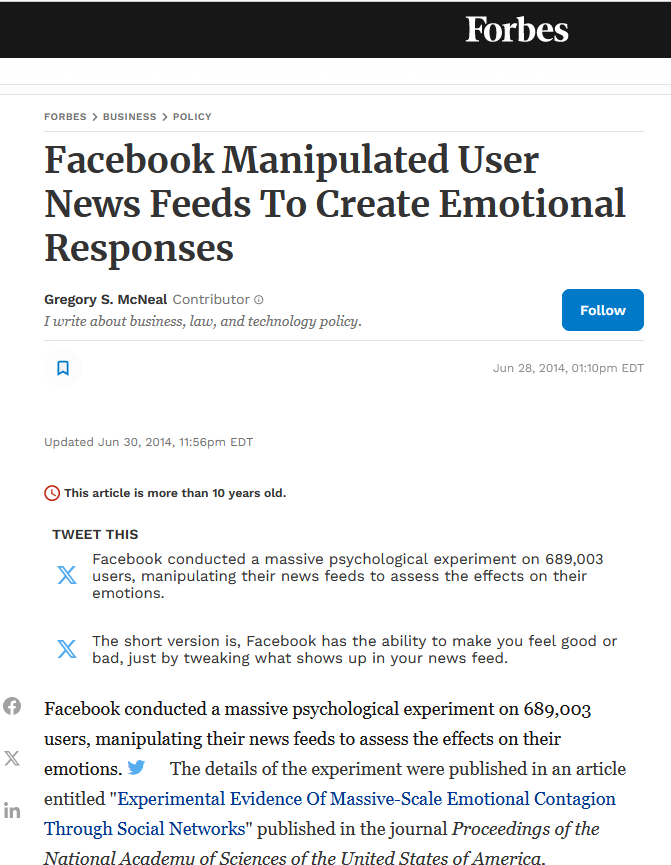 Forbes
FORBES > BUSINESS > POLICY
Facebook Manipulated User
News Feeds To Create Emotional
Responses
Gregory S. McNeal Contributor
Follow
I write about business, law, and technology policy.
Jun 28, 2014, 01:10pm EDT
Updated Jun 30, 2014, 11:56pm EDT
This article is more than 10 years old.
TWEET THIS
Facebook conducted a massive psychological experiment on 689,003
users, manipulating their news feeds to assess the effects on their
emotions.
The short version is, Facebook has the ability to make you feel good or
bad, just by tweaking what shows up in your news feed.
Facebook conducted a massive psychological experiment on 689,003
users, manipulating their news feeds to assess the effects on their
emotions. The details of the experiment were published in an article
entitled "Experimental Evidence Of Massive-Scale Emotional Contagion
Through Social Networks" published in the journal Proceedings of the
National Academy of Sciences of the United States of America.